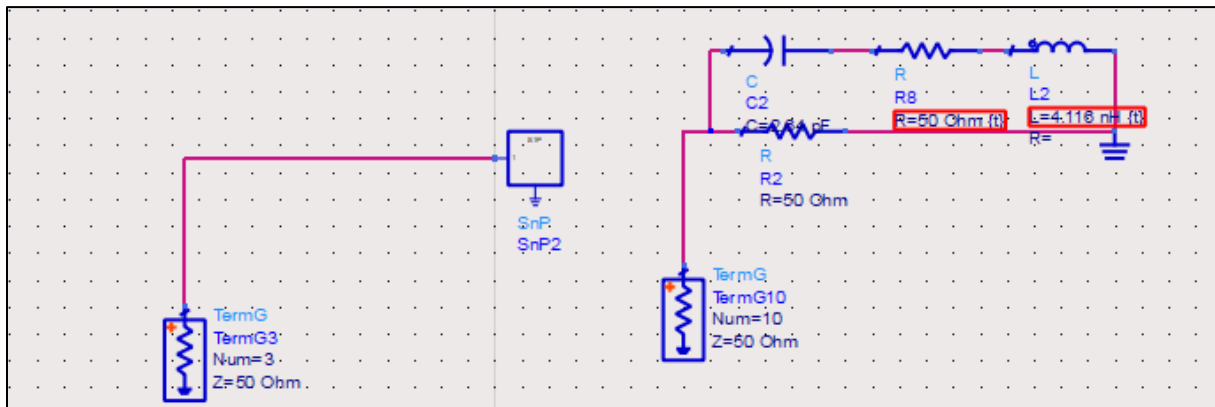 C
C2
R
R8
R=50 Ohm {t}
L
L2
L=4.116 nH {t}
R=
R
R2
R=50 Ohm
1
SnP
SnP2
TermG
TermG3
Num=3
Z=50 Ohm
TermG
TermG10
Num=10
Z=50 Ohm